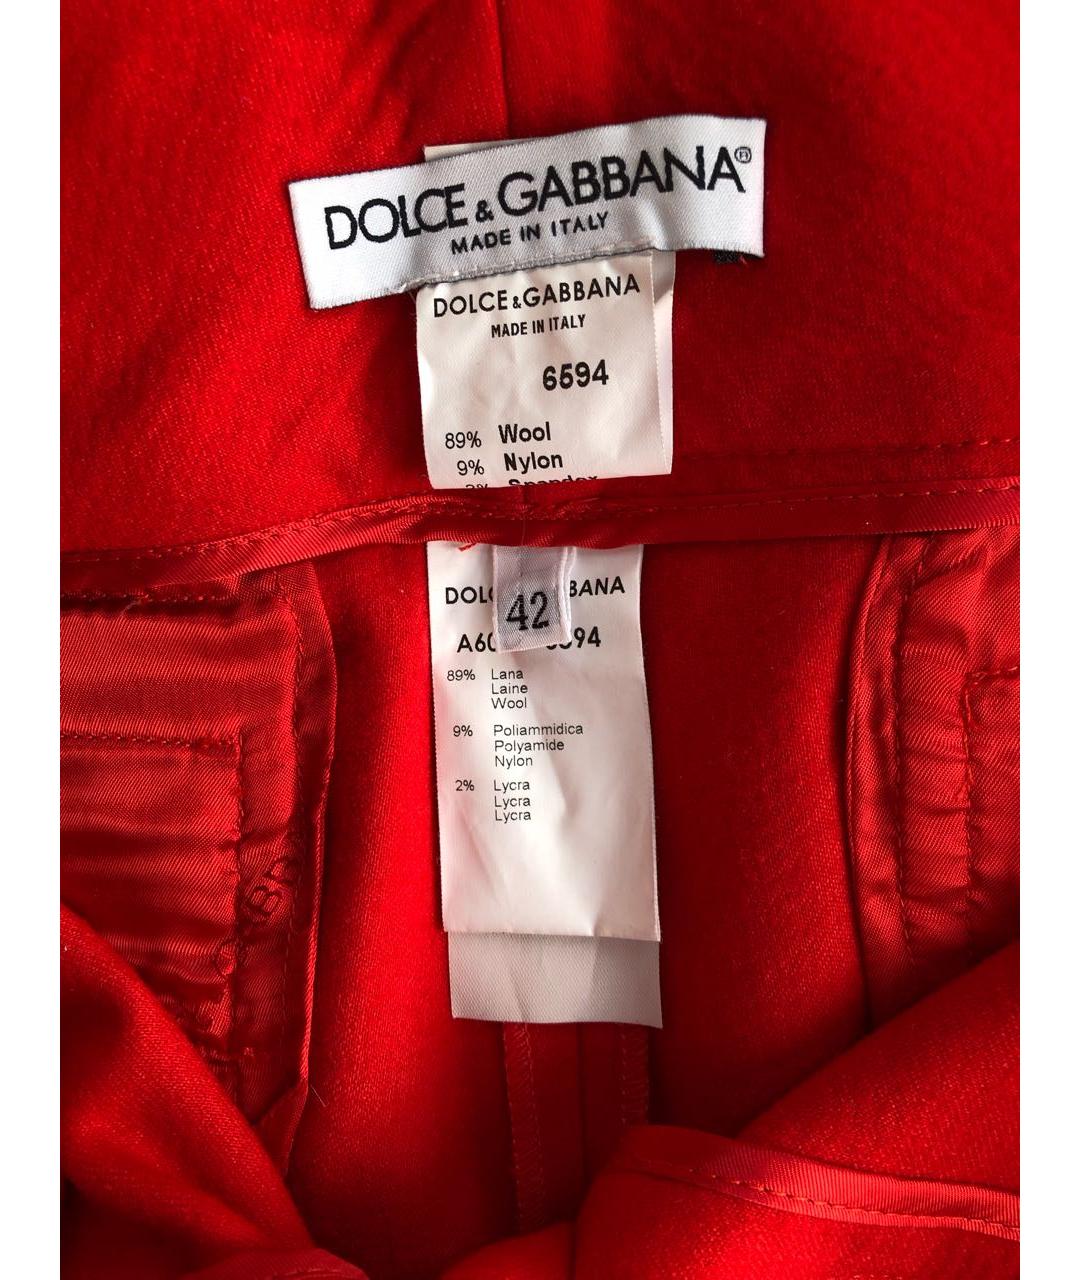 DOLCE & GABBANA®
MADE IN ITALY
DOLCE & GABBANA
MADE IN ITALY
6594
89% Wool
9% Nylon
Spandex
42
89% Lana
Laine
Wool
9% Poliammidica
Polyamide
Nylon
2% Lycra
Lycra
Lycra